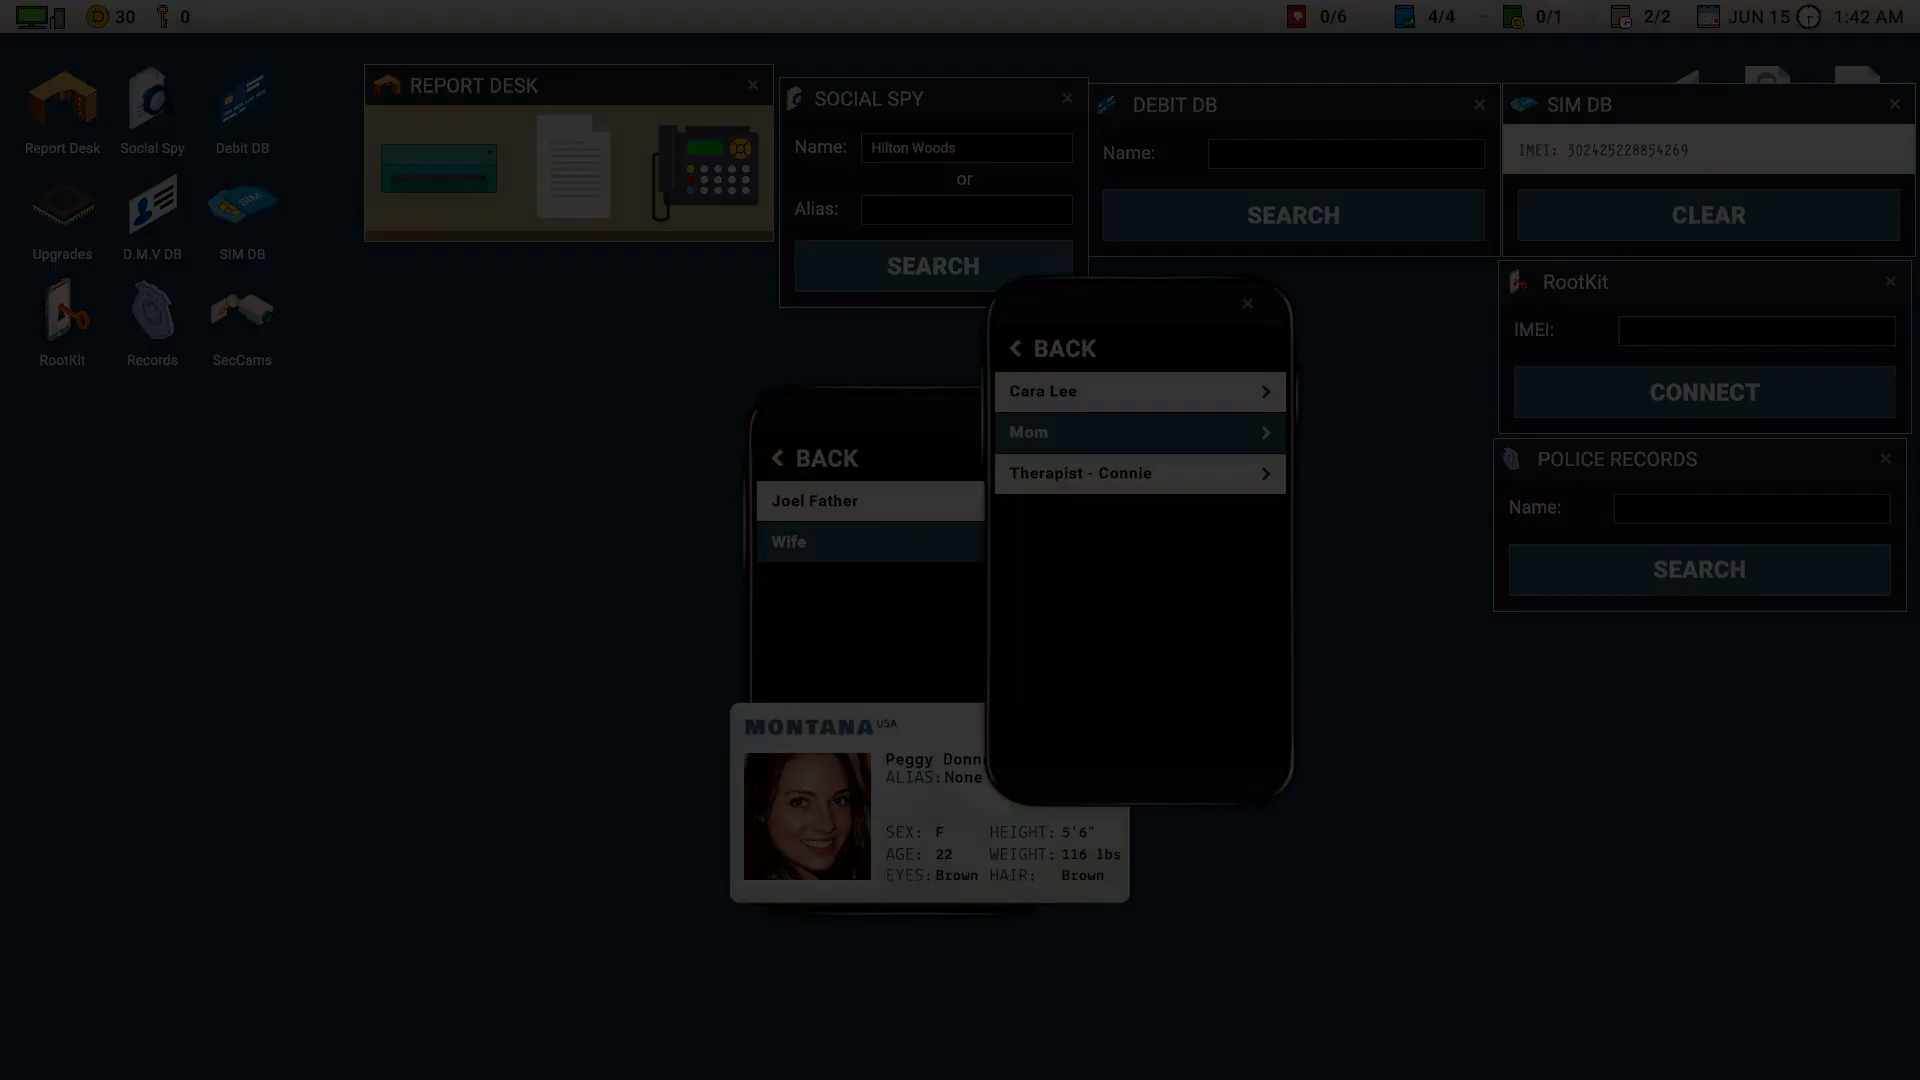 30
0
0/6
4/4
0/1
2/2
JUN 15
1:42 AM
Report Desk
Social Spy
Debit DB
Upgrades
D.M.V DB
SIM DB
RootKit
Records
SecCams
REPORT DESK
SOCIAL SPY
Name:
Hilton Woods
or
Alias:
SEARCH
DEBIT DB
Name:
SEARCH
SIM DB
IMEI: 302425228854269
CLEAR
RootKit
IMEI:
CONNECT
POLICE RECORDS
Name:
SEARCH
BACK
Cara Lee
Mom
Therapist - Connie
BACK
Joel Father
Wife
MONTANA USA
Peggy Donn
ALIAS: None
SEX: F HEIGHT: 5'6"
AGE: 22 WEIGHT: 116 lbs
EYES: Brown HAIR: Brown